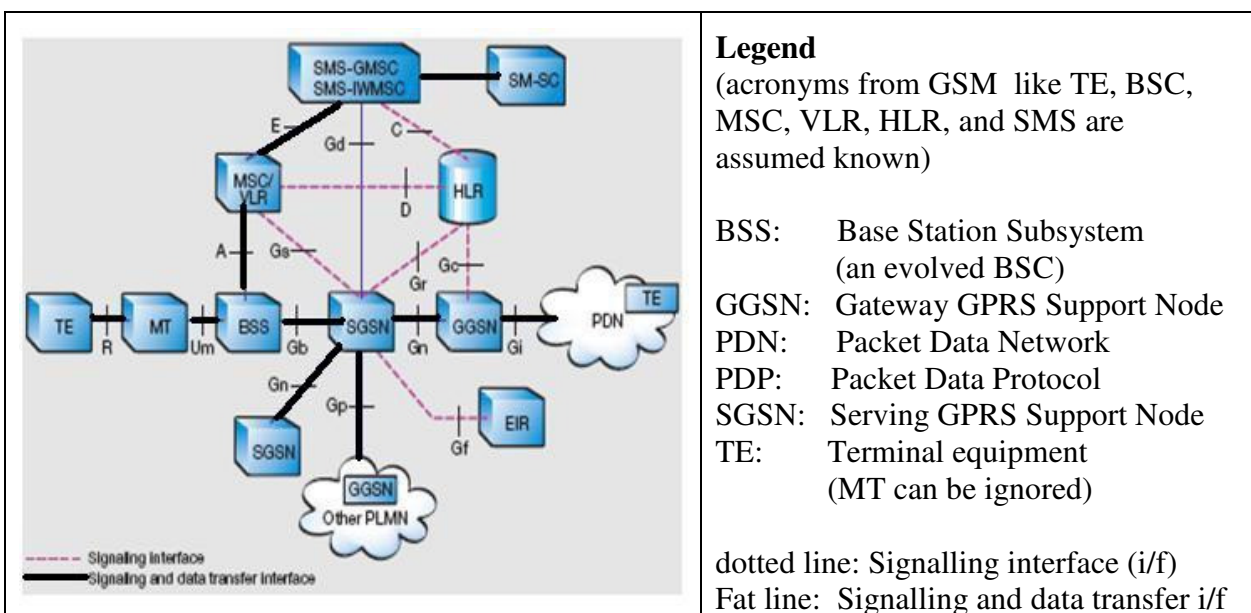 SMS-GMSC
SMS-IWMSC
SM-SC
E
Gd
C
MSC/
VLR
D
HLR
A
Gs
Gr
Gc
TE
MT
BSS
SGSN
GGSN
PDN
TE
R
Um
Gb
Gn
Gi
Gn
Gp
Gf
EIR
SGSN
GGSN
Other PLMN
Signaling interface
Signaling and data transfer interface
Legend
(acronyms from GSM like TE, BSC,
MSC, VLR, HLR, and SMS are
assumed known)
BSS: Base Station Subsystem
(an evolved BSC)
GGSN: Gateway GPRS Support Node
PDN: Packet Data Network
PDP: Packet Data Protocol
SGSN: Serving GPRS Support Node
TE: Terminal equipment
(MT can be ignored)
dotted line: Signalling interface (i/f)
Fat line: Signalling and data transfer i/f